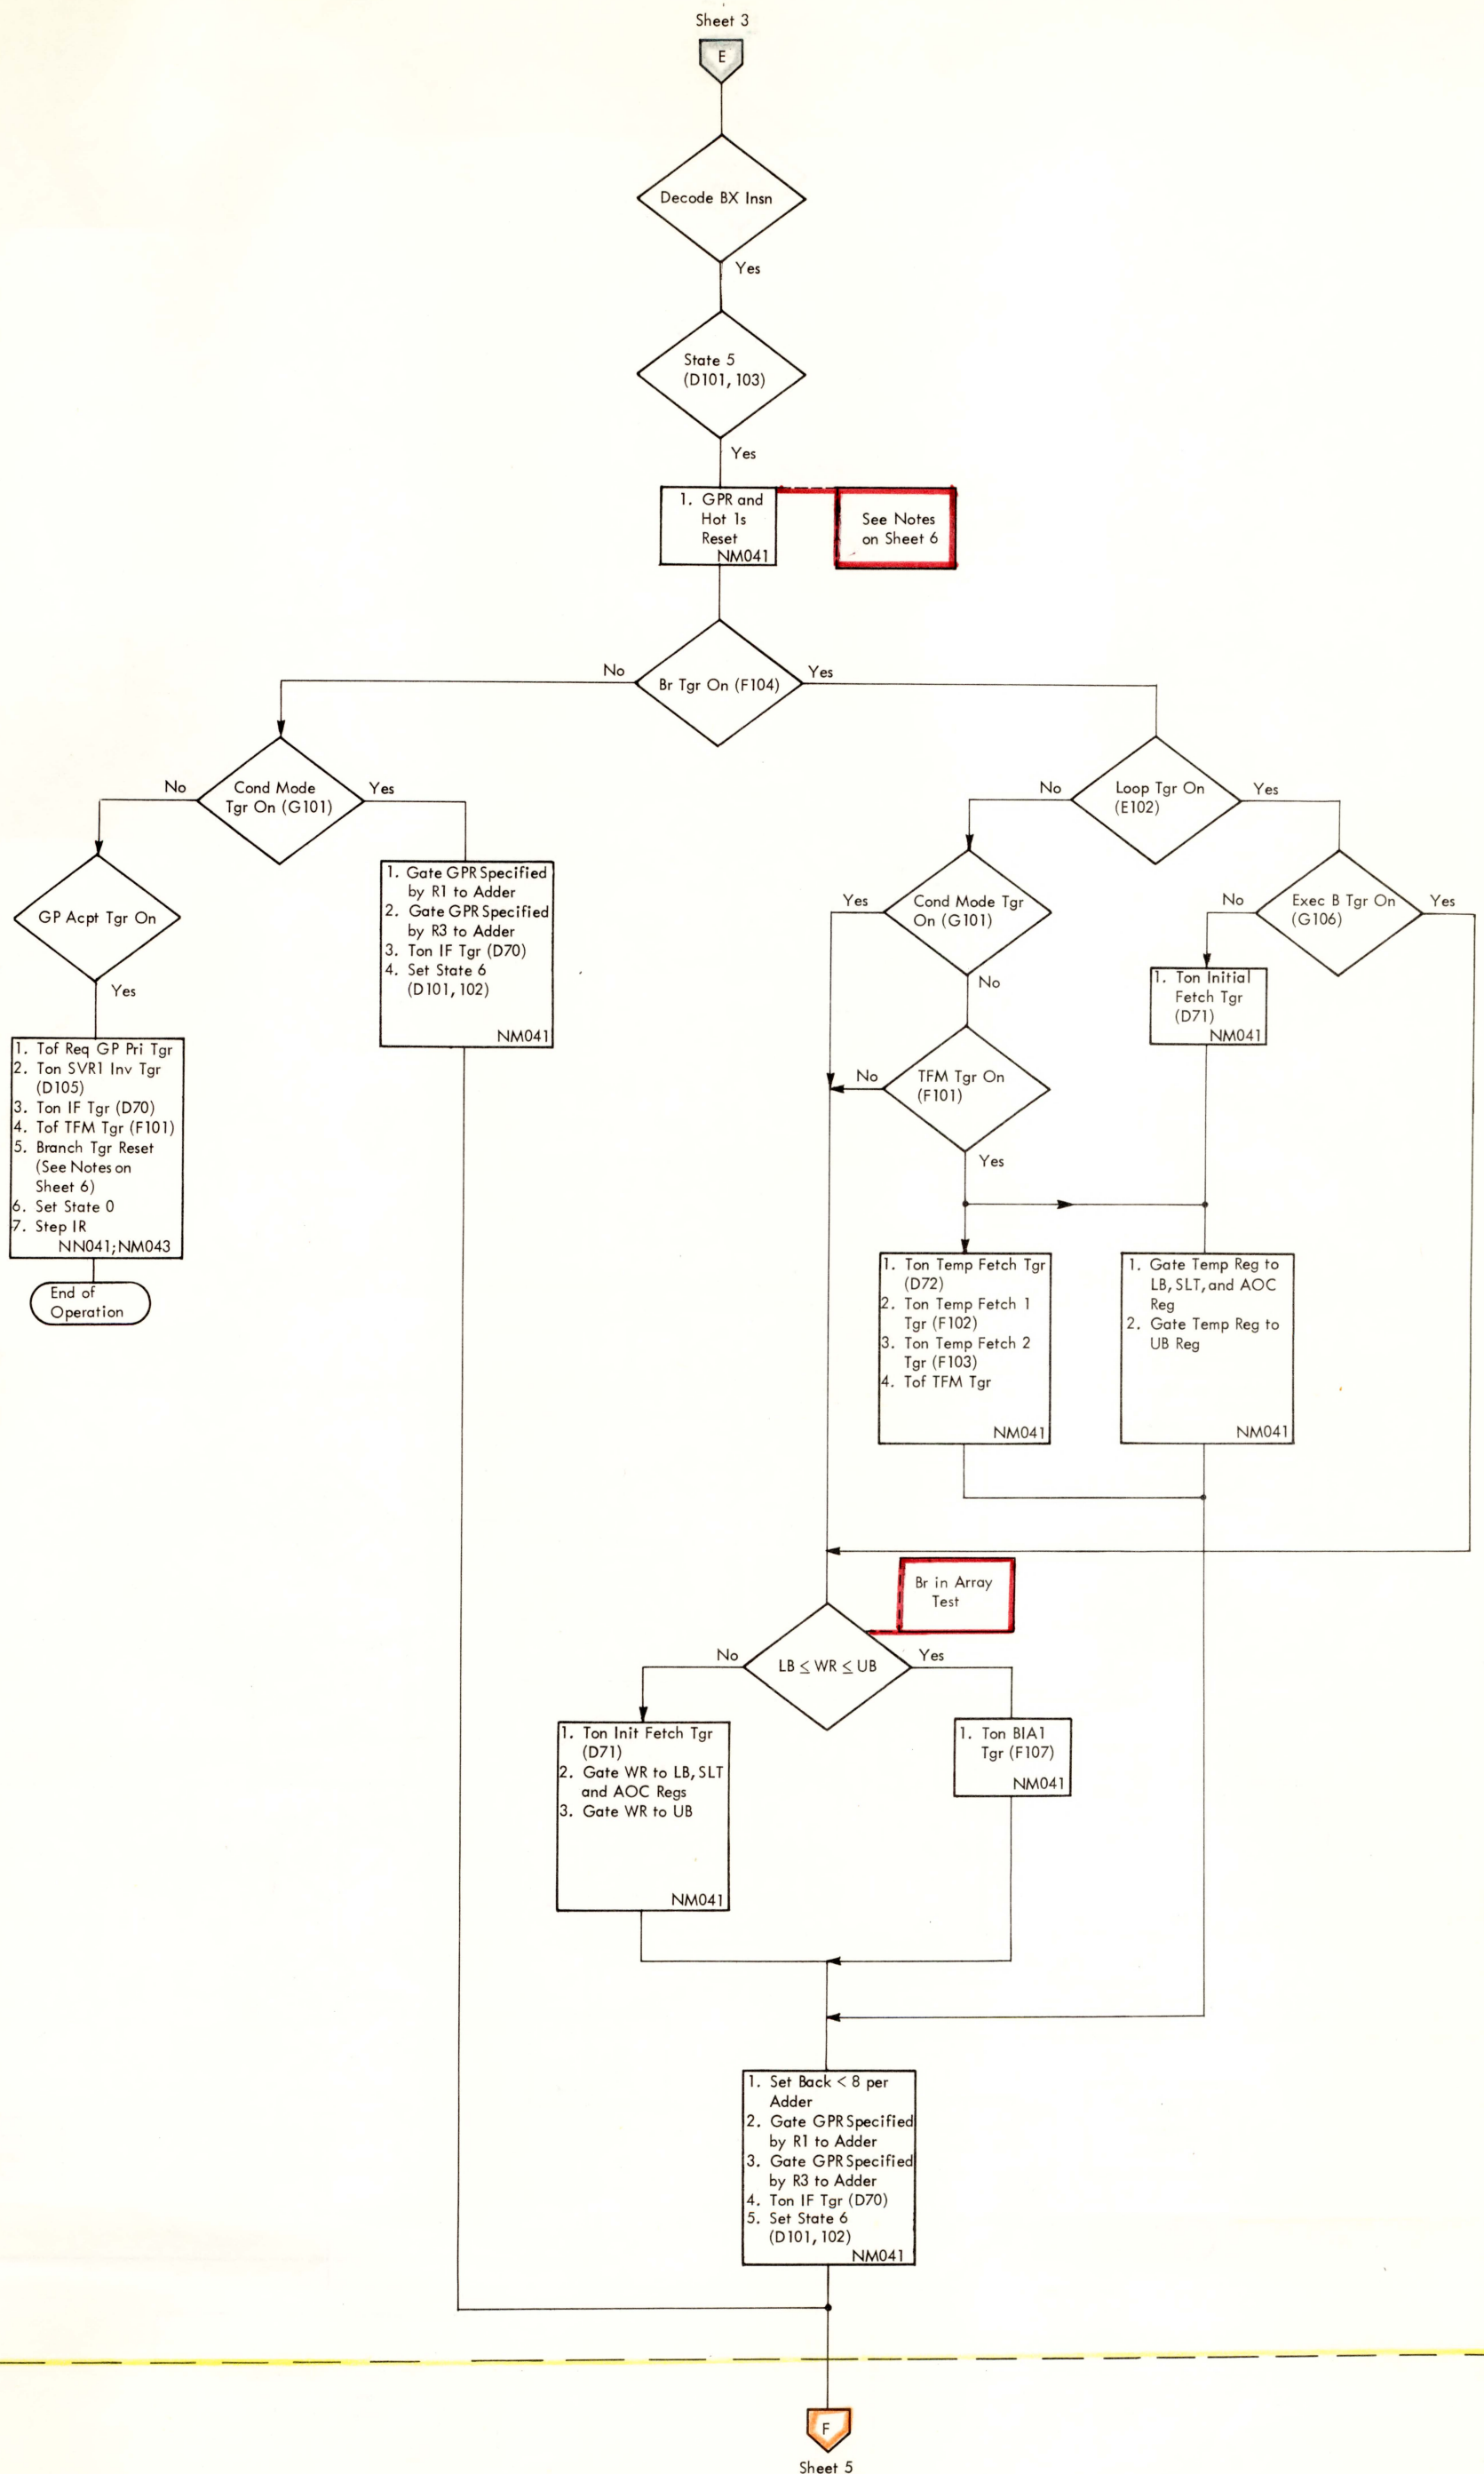 Sheet 3
E
Decode BX Insn
Yes
State 5
(D101, 103)
Yes
1. GPR and
Hot 1s
Reset
NM041
See Notes
on Sheet 6
Br Tgr On (F104)
No
Yes
Cond Mode
Tgr On (G101)
No
Yes
GP Acpt Tgr On
Yes
1. Tof Req GP Pri Tgr
2. Ton SVR1 Inv Tgr
(D105)
3. Ton IF Tgr (D70)
4. Tof TFM Tgr (F101)
5. Branch Tgr Reset
(See Notes on
Sheet 6)
6. Set State 0
7. Step IR
NN041;NM043
End of
Operation
1. Gate GPR Specified
by R1 to Adder
2. Gate GPR Specified
by R3 to Adder
3. Ton IF Tgr (D70)
4. Set State 6
(D101, 102)
NM041
Loop Tgr On
(E102)
No
Yes
Cond Mode Tgr
On (G101)
Yes
No
Exec B Tgr On
(G106)
No
Yes
1. Ton Initial
Fetch Tgr
(D71)
NM041
TFM Tgr On
(F101)
No
Yes
1. Ton Temp Fetch Tgr
(D72)
2. Ton Temp Fetch 1
Tgr (F102)
3. Ton Temp Fetch 2
Tgr (F103)
4. Tof TFM Tgr
NM041
1. Gate Temp Reg to
LB, SLT, and AOC
Reg
2. Gate Temp Reg to
UB Reg
NM041
Br in Array
Test
LB ≤ WR ≤ UB
No
Yes
1. Ton Init Fetch Tgr
(D71)
2. Gate WR to LB, SLT
and AOC Regs
3. Gate WR to UB
NM041
1. Ton BIA1
Tgr (F107)
NM041
1. Set Back < 8 per
Adder
2. Gate GPR Specified
by R1 to Adder
3. Gate GPR Specified
by R3 to Adder
4. Ton IF Tgr (D70)
5. Set State 6
(D101, 102)
NM041
F
Sheet 5